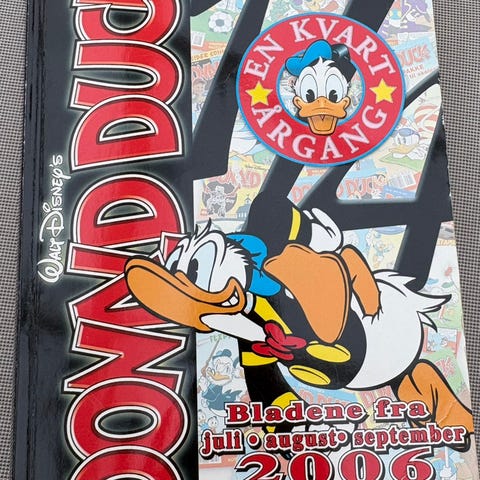 WALT DISNEY'S
DONALD DUCK
EN KVART
ÅRGANG
Bladene fra
juli • august • september
2006